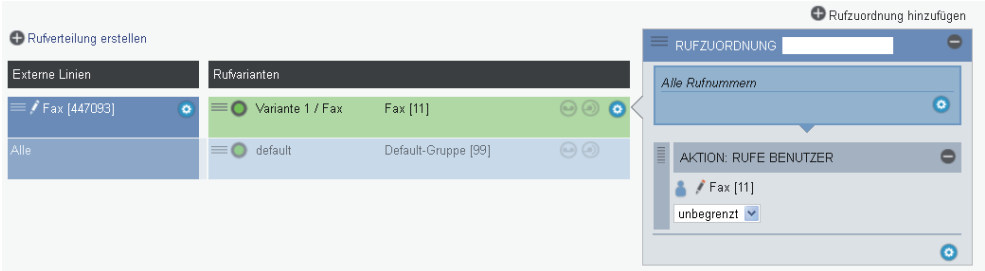 Rufzuordnung hinzufügen
Rufverteilung erstellen
RUFZUORDNUNG
Externe Linien
Rufvarianten
Alle Rufnummern
Fax [447093]
Variante 1 / Fax
Fax [11]
Alle
default
Default-Gruppe [99]
AKTION: RUFE BENUTZER
Fax [11]
unbegrenzt